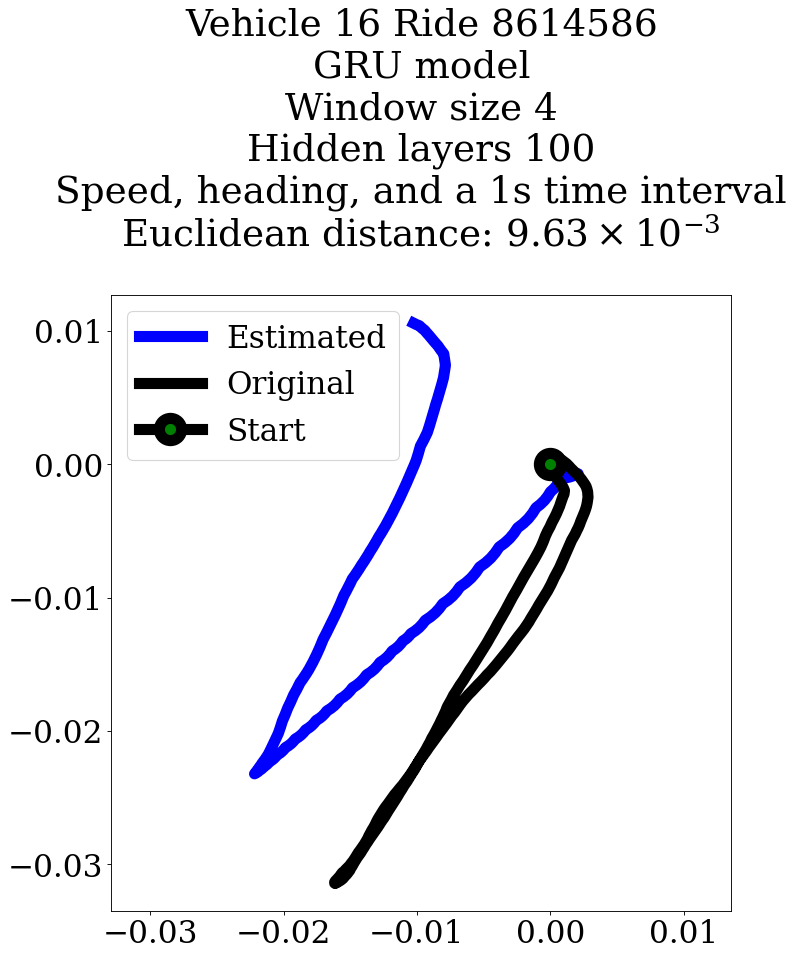 Vehicle 16 Ride 8614586
GRU model
Window size 4
Hidden layers 100
Speed, heading, and a 1s time interval
Euclidean distance: 9.63 × 10⁻³
Estimated
Original
Start
0.01
0.00
−0.01
−0.02
−0.03
−0.03 −0.02 −0.01 0.00 0.01